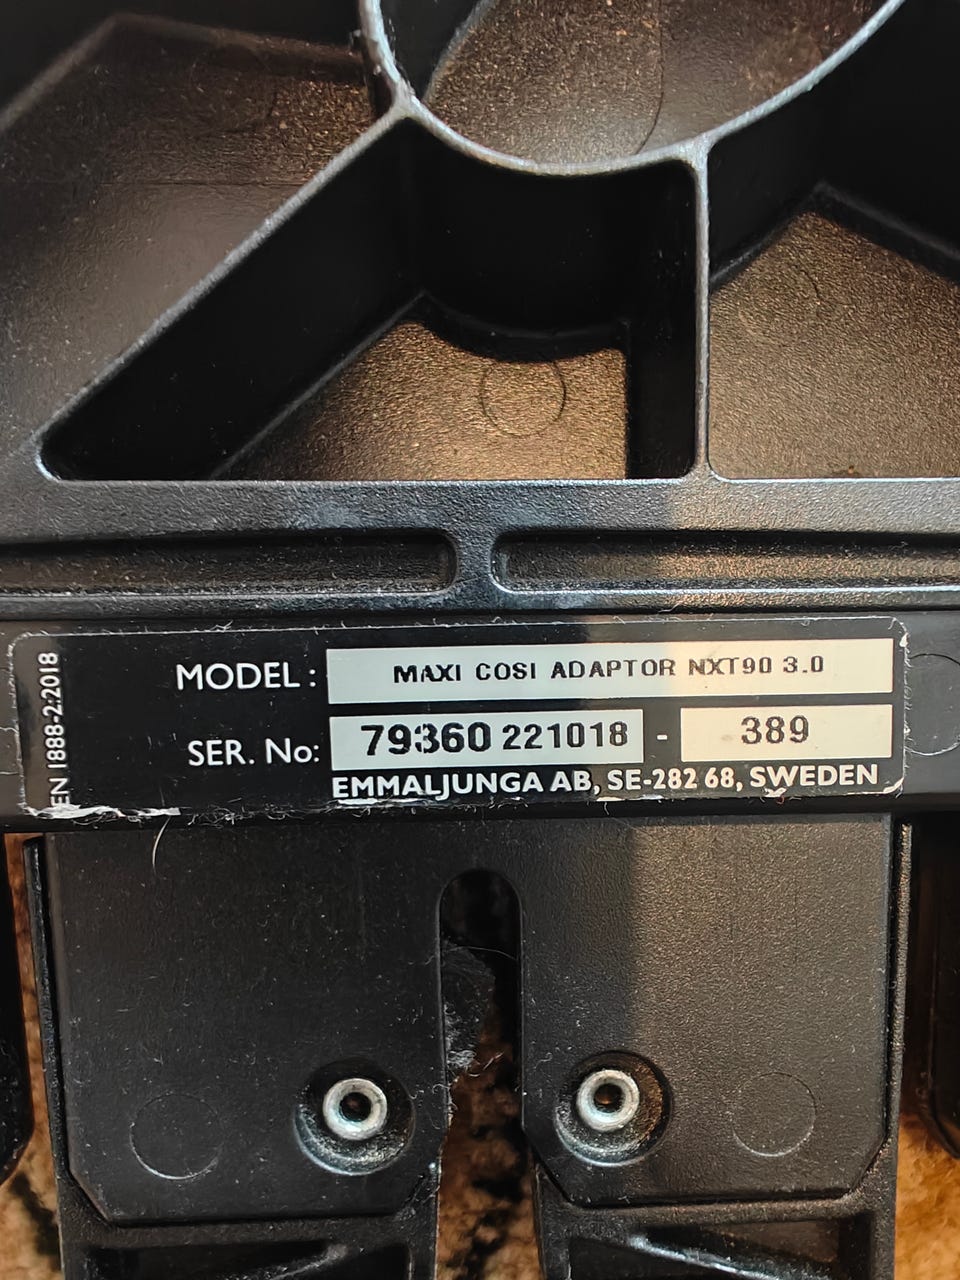 EN 1888-2:2018
MODEL: MAXI COSI ADAPTOR NXT90 3.0
SER. No: 79360 221018 - 389
EMMALJUNGA AB, SE-282 68, SWEDEN